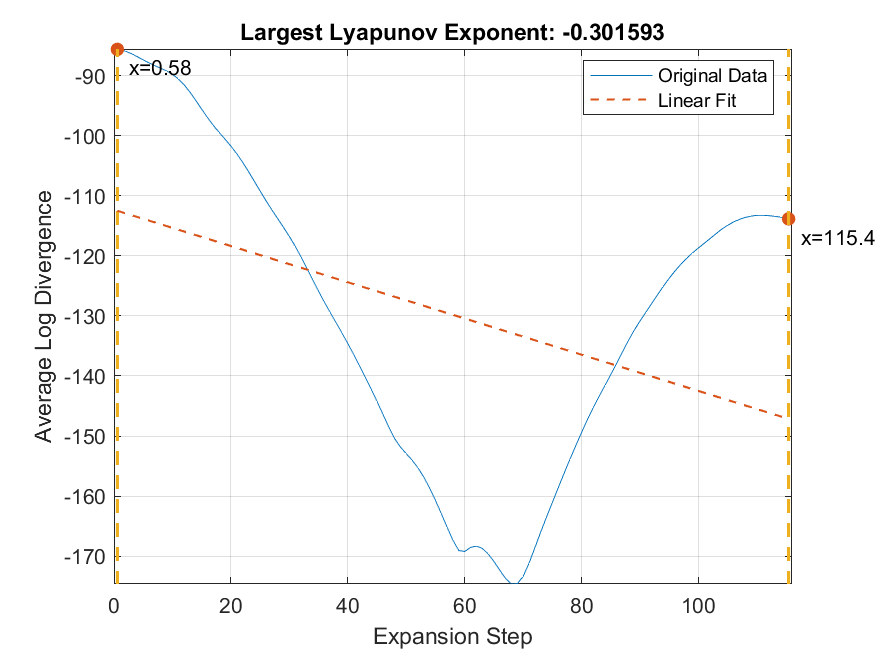 Largest Lyapunov Exponent: -0.301593
x=0.58
Original Data
Linear Fit
x=115.4
-90
-100
-110
-120
-130
-140
-150
-160
-170
Average Log Divergence
0 20 40 60 80 100
Expansion Step